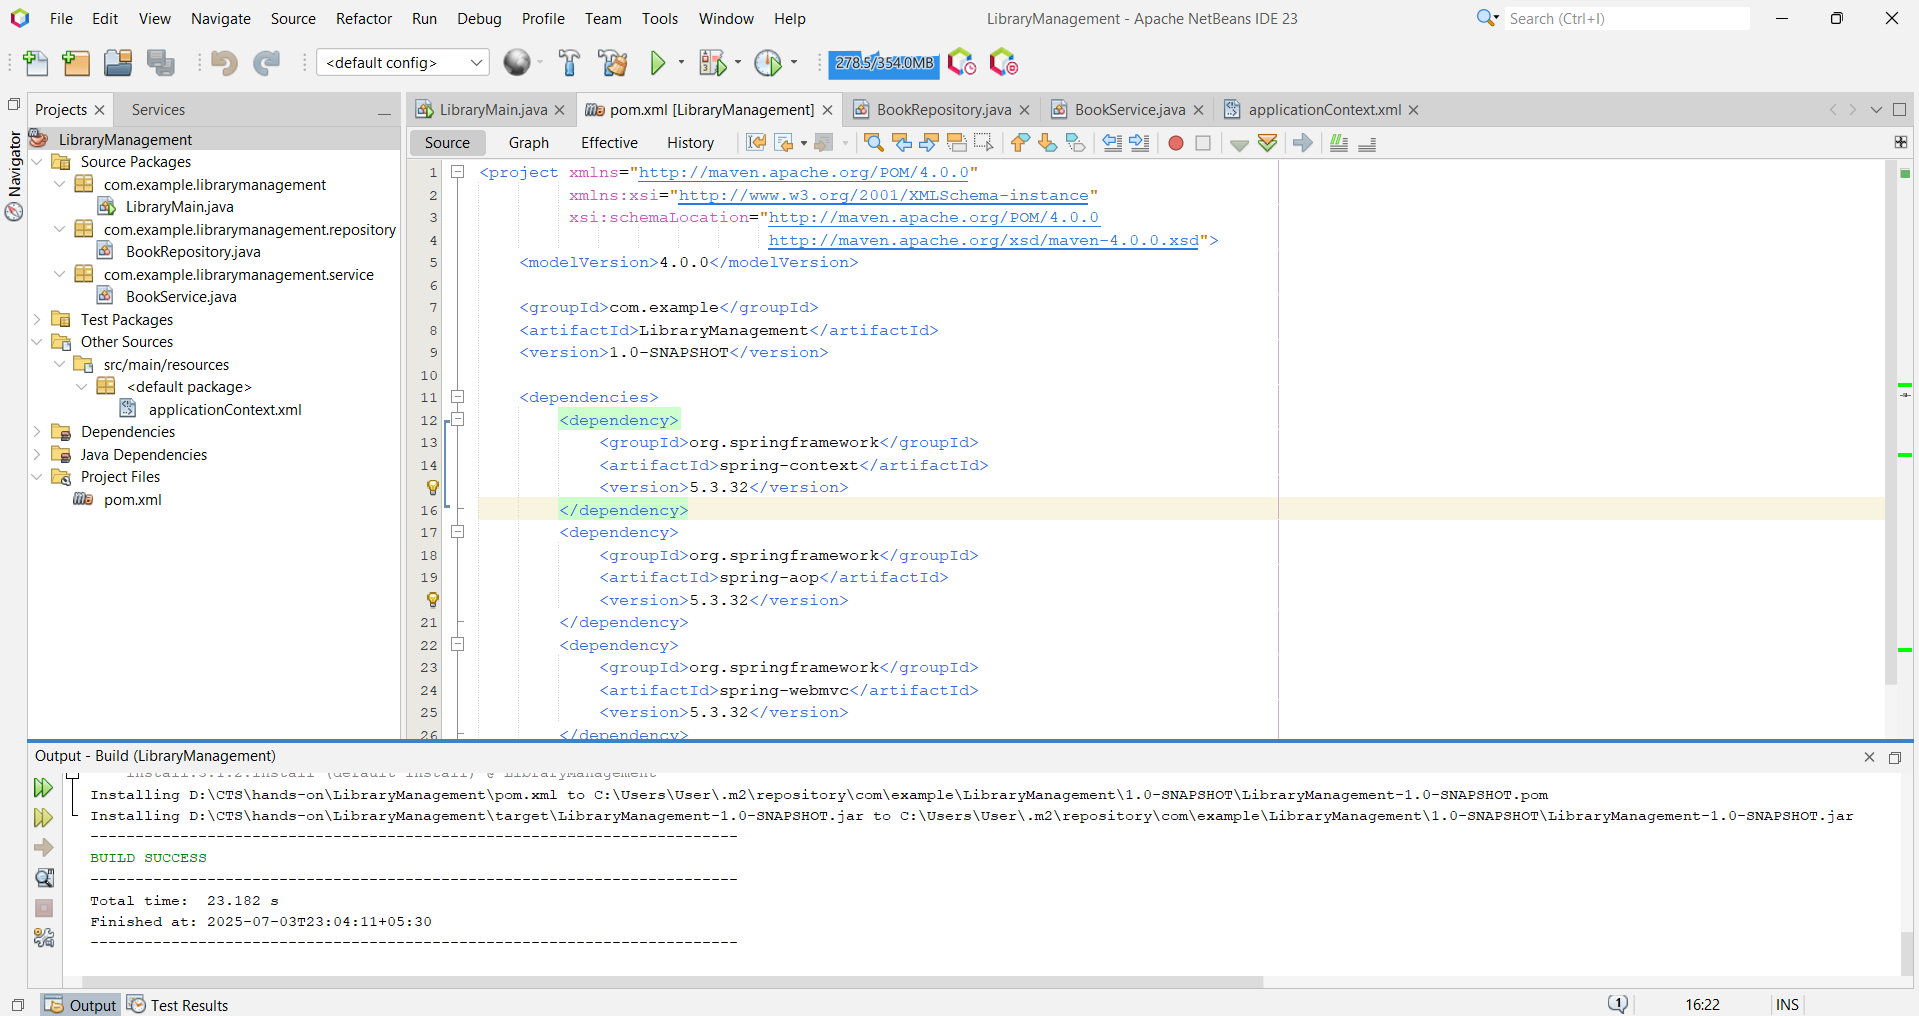 File Edit View Navigate Source Refactor Run Debug Profile Team Tools Window Help
LibraryManagement - Apache NetBeans IDE 23
Search (Ctrl+I)
<default config>
278.5/354.0MB
Projects
Services
Navigator
LibraryManagement
Source Packages
com.example.librarymanagement
LibraryMain.java
com.example.librarymanagement.repository
BookRepository.java
com.example.librarymanagement.service
BookService.java
Test Packages
Other Sources
src/main/resources
<default package>
applicationContext.xml
Dependencies
Java Dependencies
Project Files
pom.xml
LibraryMain.java
pom.xml [LibraryManagement]
BookRepository.java
BookService.java
applicationContext.xml
Source Graph Effective History
1 <project xmlns="http://maven.apache.org/POM/4.0.0"
2 xmlns:xsi="http://www.w3.org/2001/XMLSchema-instance"
3 xsi:schemaLocation="http://maven.apache.org/POM/4.0.0
4 http://maven.apache.org/xsd/maven-4.0.0.xsd">
5 <modelVersion>4.0.0</modelVersion>
6
7 <groupId>com.example</groupId>
8 <artifactId>LibraryManagement</artifactId>
9 <version>1.0-SNAPSHOT</version>
10
11 <dependencies>
12 <dependency>
13 <groupId>org.springframework</groupId>
14 <artifactId>spring-context</artifactId>
<version>5.3.32</version>
16 </dependency>
17 <dependency>
18 <groupId>org.springframework</groupId>
19 <artifactId>spring-aop</artifactId>
<version>5.3.32</version>
21 </dependency>
22 <dependency>
23 <groupId>org.springframework</groupId>
24 <artifactId>spring-webmvc</artifactId>
25 <version>5.3.32</version>
26 </dependency>
Output - Build (LibraryManagement)
install:3.1.2:install (default install) @ LibraryManagement
Installing D:\CTS\hands-on\LibraryManagement\pom.xml to C:\Users\User\.m2\repository\com\example\LibraryManagement\1.0-SNAPSHOT\LibraryManagement-1.0-SNAPSHOT.pom
Installing D:\CTS\hands-on\LibraryManagement\target\LibraryManagement-1.0-SNAPSHOT.jar to C:\Users\User\.m2\repository\com\example\LibraryManagement\1.0-SNAPSHOT\LibraryManagement-1.0-SNAPSHOT.jar
------------------------------------------------------------------------
BUILD SUCCESS
------------------------------------------------------------------------
Total time: 23.182 s
Finished at: 2025-07-03T23:04:11+05:30
------------------------------------------------------------------------
Output Test Results
1
16:22
INS